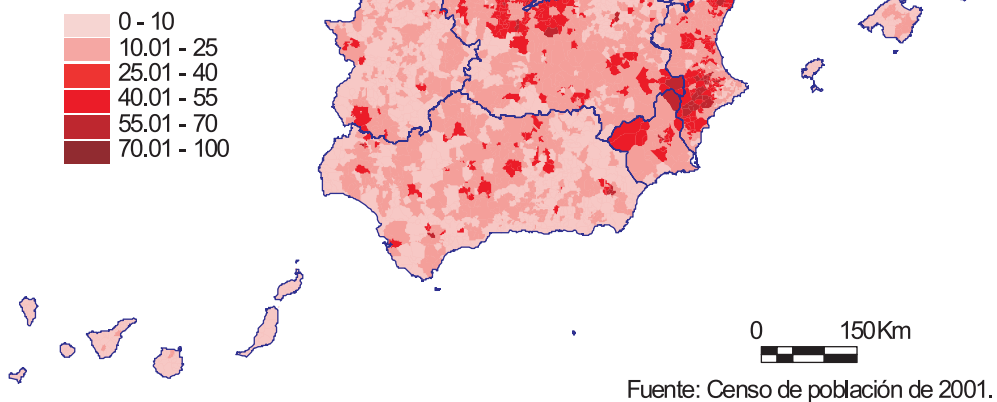 0 - 10
10.01 - 25
25.01 - 40
40.01 - 55
55.01 - 70
70.01 - 100
0 150Km
Fuente: Censo de población de 2001.